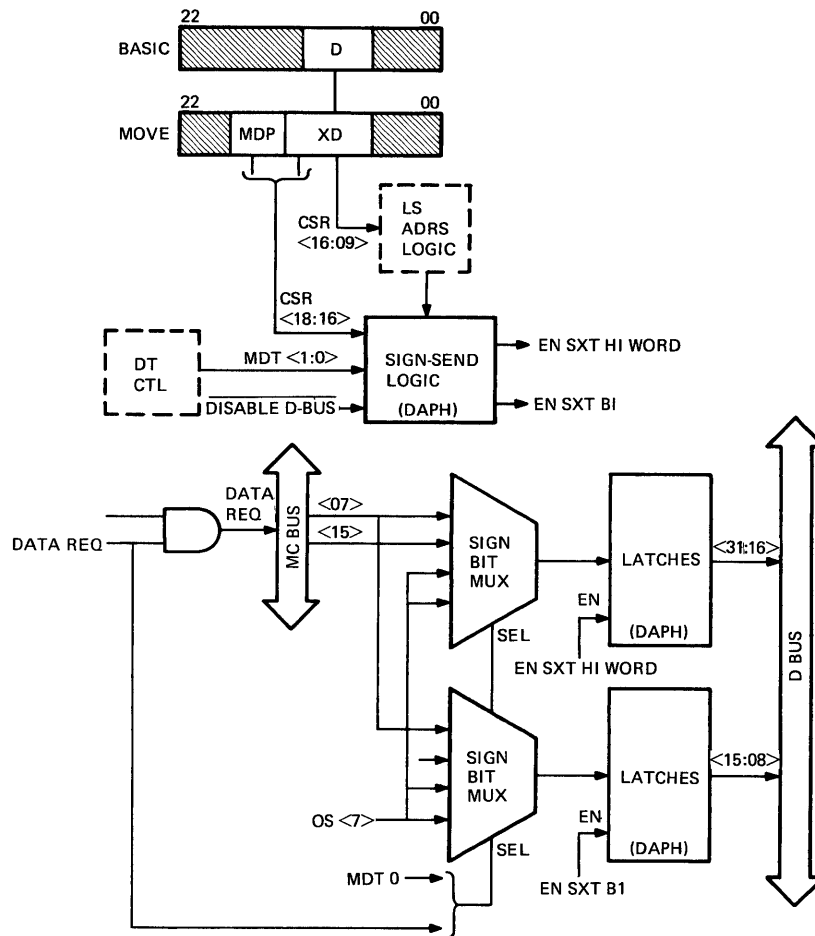 22 00
BASIC D
22 00
MOVE MDP XD
CSR
<16:09>
LS
ADRS
LOGIC
CSR
<18:16>
DT
CTL
MDT <1:0>
DISABLE D-BUS
SIGN-SEND
LOGIC
(DAPH)
EN SXT HI WORD
EN SXT BI
DATA REQ
DATA
REQ
MC BUS
<07>
<15>
SIGN
BIT
MUX
SEL
LATCHES
(DAPH)
EN
EN SXT HI WORD
<31:16>
D BUS
SIGN
BIT
MUX
SEL
OS <7>
MDT 0
LATCHES
(DAPH)
EN
EN SXT B1
<15:08>